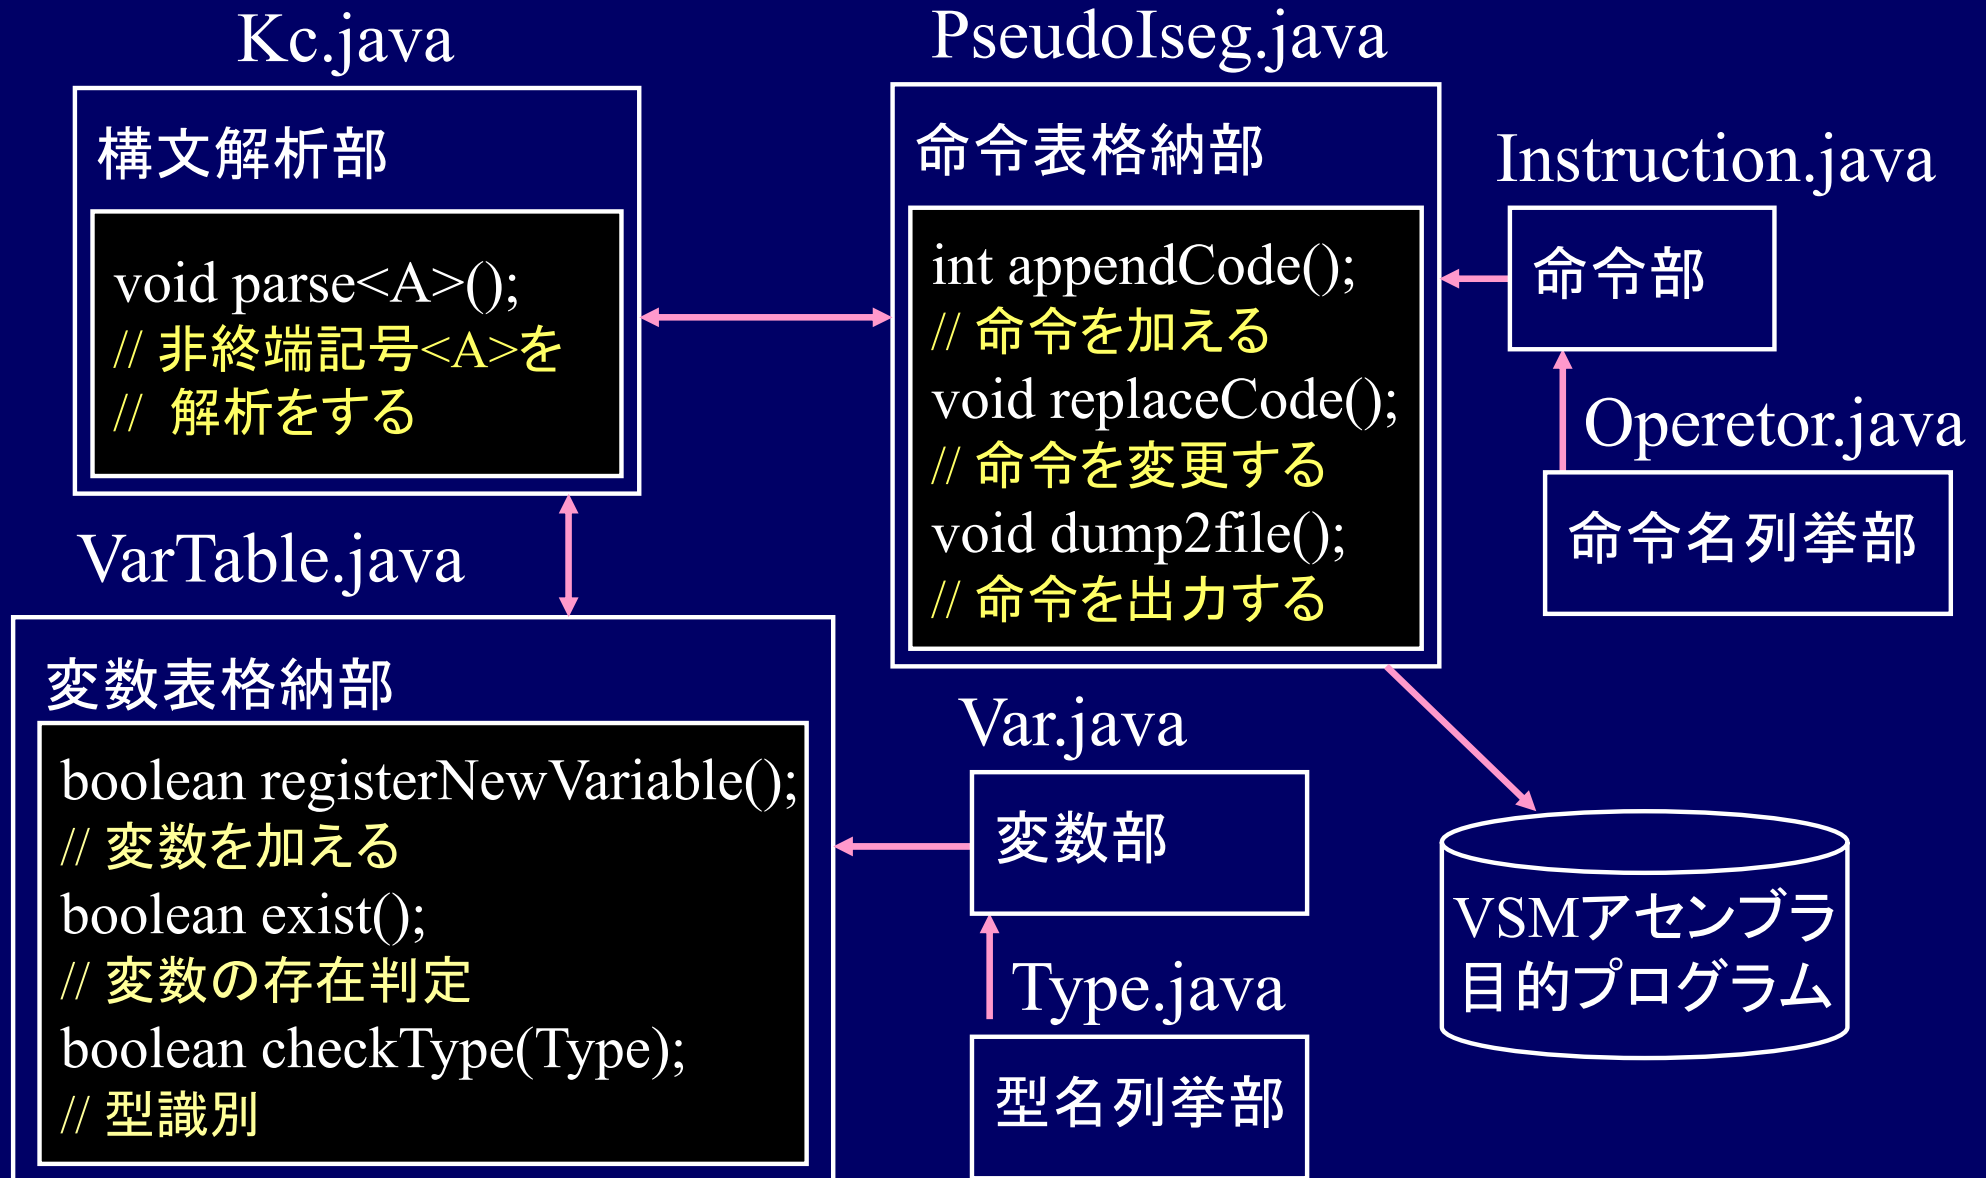 Kc.java
構文解析部
void parse<A>();
// 非終端記号<A>を
// 解析をする
PseudoIseg.java
命令表格納部
int appendCode();
// 命令を加える
void replaceCode();
// 命令を変更する
void dump2file();
// 命令を出力する
Instruction.java
命令部
Operetor.java
命令名列挙部
VarTable.java
変数表格納部
boolean registerNewVariable();
// 変数を加える
boolean exist();
// 変数の存在判定
boolean checkType(Type);
// 型識別
Var.java
変数部
Type.java
型名列挙部
VSMアセンブラ
目的プログラム